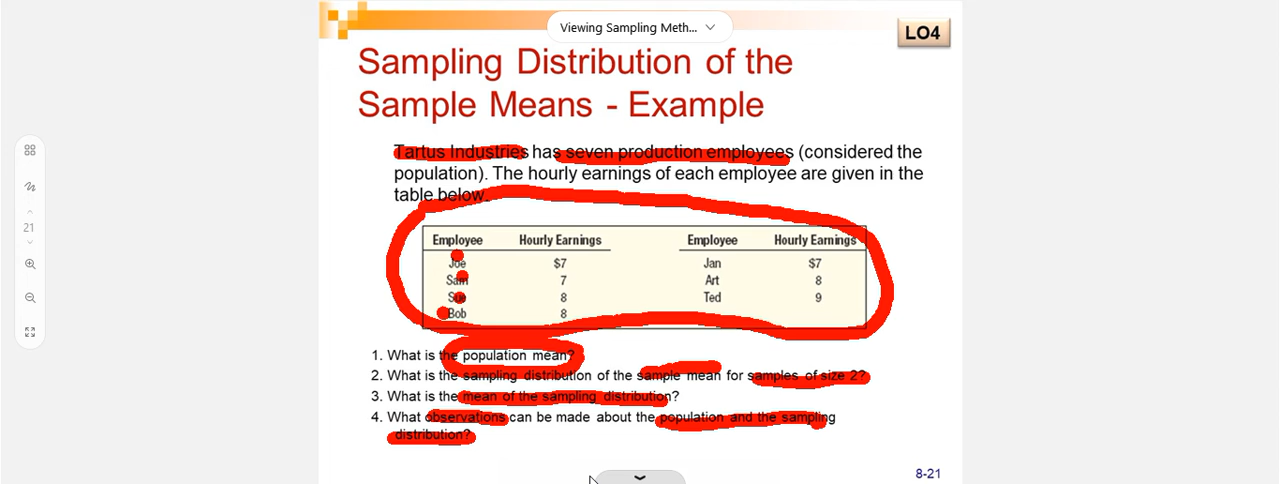 Viewing Sampling Meth...
LO4
Sampling Distribution of the
Sample Means - Example
Tartus Industries has seven production employees (considered the
population). The hourly earnings of each employee are given in the
table below.
Employee Hourly Earnings Employee Hourly Earnings
Joe $7 Jan $7
Sam 7 Art 8
Sue 8 Ted 9
Bob 8
1. What is the population mean?
2. What is the sampling distribution of the sample mean for samples of size 2?
3. What is the mean of the sampling distribution?
4. What observations can be made about the population and the sampling
distribution?
21
8-21